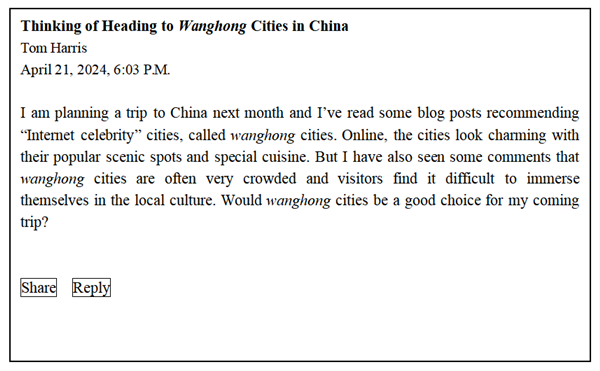 Thinking of Heading to Wanghong Cities in China
Tom Harris
April 21, 2024, 6:03 P.M.
I am planning a trip to China next month and I've read some blog posts recommending
“Internet celebrity” cities, called wanghong cities. Online, the cities look charming with
their popular scenic spots and special cuisine. But I have also seen some comments that
wanghong cities are often very crowded and visitors find it difficult to immerse
themselves in the local culture. Would wanghong cities be a good choice for my coming
trip?
Share Reply